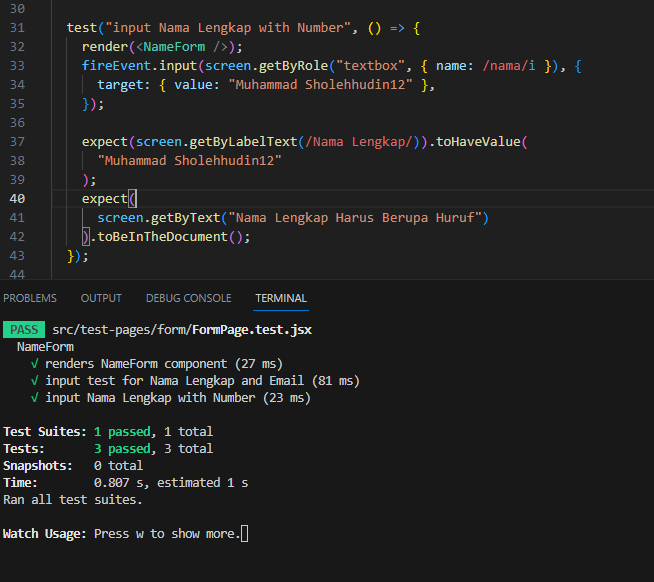 30
31 test("input Nama Lengkap with Number", () => {
32 render(<NameForm />);
33 fireEvent.input(screen.getByRole("textbox", { name: /nama/i }), {
34 target: { value: "Muhammad Sholehhudin12" },
35 });
36
37 expect(screen.getByLabelText(/Nama Lengkap/)).toHaveValue(
38 "Muhammad Sholehhudin12"
39 );
40 expect(
41 screen.getByText("Nama Lengkap Harus Berupa Huruf")
42 ).toBeInTheDocument();
43 });
44
PROBLEMS OUTPUT DEBUG CONSOLE TERMINAL
PASS src/test-pages/form/FormPage.test.jsx
NameForm
√ renders NameForm component (27 ms)
√ input test for Nama Lengkap and Email (81 ms)
√ input Nama Lengkap with Number (23 ms)
Test Suites: 1 passed, 1 total
Tests: 3 passed, 3 total
Snapshots: 0 total
Time: 0.807 s, estimated 1 s
Ran all test suites.
Watch Usage: Press w to show more.